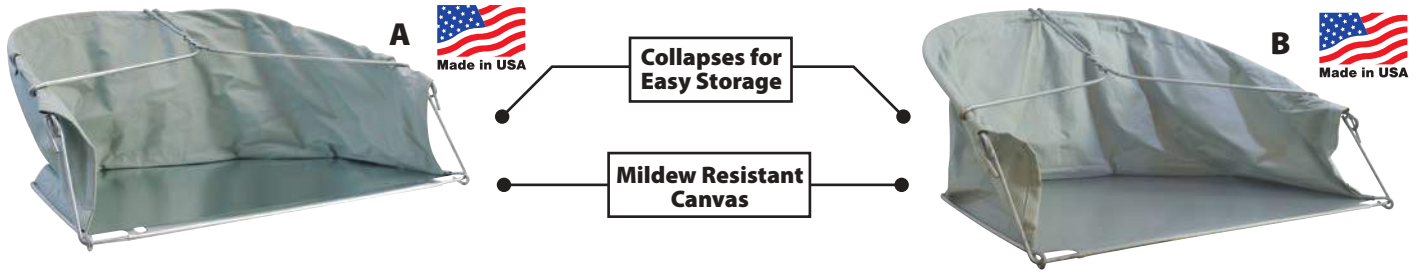 A
Made in USA
Collapses for
Easy Storage
Mildew Resistant
Canvas
B
Made in USA